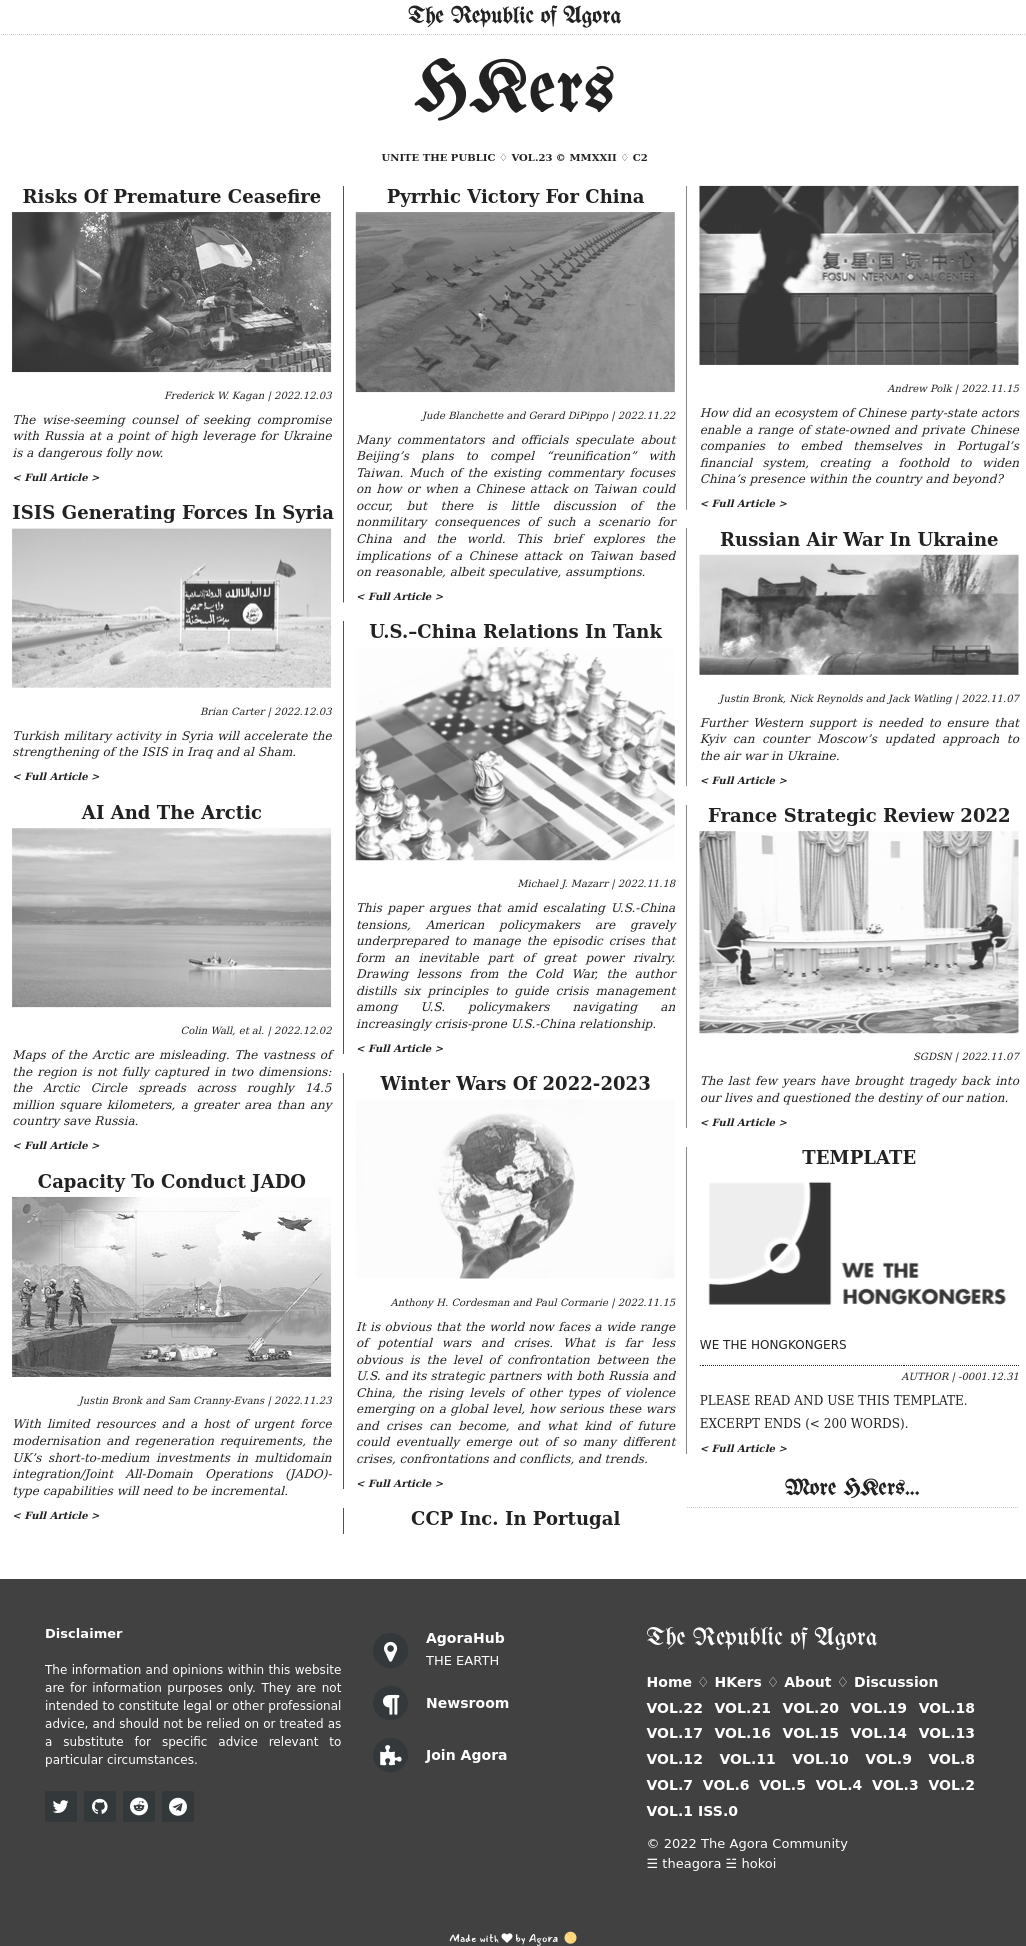 The Republic of Agora
HKers
UNITE THE PUBLIC ♢ VOL.23 © MMXXII ♢ C2
Risks Of Premature Ceasefire
Frederick W. Kagan | 2022.12.03
The wise-seeming counsel of seeking compromise
with Russia at a point of high leverage for Ukraine
is a dangerous folly now.
< Full Article >
ISIS Generating Forces In Syria
Brian Carter | 2022.12.03
Turkish military activity in Syria will accelerate the
strengthening of the ISIS in Iraq and al Sham.
< Full Article >
AI And The Arctic
Colin Wall, et al. | 2022.12.02
Maps of the Arctic are misleading. The vastness of
the region is not fully captured in two dimensions:
the Arctic Circle spreads across roughly 14.5
million square kilometers, a greater area than any
country save Russia.
< Full Article >
Capacity To Conduct JADO
Justin Bronk and Sam Cranny-Evans | 2022.11.23
With limited resources and a host of urgent force
modernisation and regeneration requirements, the
UK’s short-to-medium investments in multidomain
integration/Joint All-Domain Operations (JADO)-
type capabilities will need to be incremental.
< Full Article >
Pyrrhic Victory For China
Jude Blanchette and Gerard DiPippo | 2022.11.22
Many commentators and officials speculate about
Beijing’s plans to compel “reunification” with
Taiwan. Much of the existing commentary focuses
on how or when a Chinese attack on Taiwan could
occur, but there is little discussion of the
nonmilitary consequences of such a scenario for
China and the world. This brief explores the
implications of a Chinese attack on Taiwan based
on reasonable, albeit speculative, assumptions.
< Full Article >
U.S.–China Relations In Tank
Michael J. Mazarr | 2022.11.18
This paper argues that amid escalating U.S.-China
tensions, American policymakers are gravely
underprepared to manage the episodic crises that
form an inevitable part of great power rivalry.
Drawing lessons from the Cold War, the author
distills six principles to guide crisis management
among U.S. policymakers navigating an
increasingly crisis-prone U.S.-China relationship.
< Full Article >
Winter Wars Of 2022-2023
Anthony H. Cordesman and Paul Cormarie | 2022.11.15
It is obvious that the world now faces a wide range
of potential wars and crises. What is far less
obvious is the level of confrontation between the
U.S. and its strategic partners with both Russia and
China, the rising levels of other types of violence
emerging on a global level, how serious these wars
and crises can become, and what kind of future
could eventually emerge out of so many different
crises, confrontations and conflicts, and trends.
< Full Article >
CCP Inc. In Portugal
复·星·国·际·中·心
FOSUN INTERNATIONAL CENTER
Andrew Polk | 2022.11.15
How did an ecosystem of Chinese party-state actors
enable a range of state-owned and private Chinese
companies to embed themselves in Portugal’s
financial system, creating a foothold to widen
China’s presence within the country and beyond?
< Full Article >
Russian Air War In Ukraine
Justin Bronk, Nick Reynolds and Jack Watling | 2022.11.07
Further Western support is needed to ensure that
Kyiv can counter Moscow’s updated approach to
the air war in Ukraine.
< Full Article >
France Strategic Review 2022
SGDSN | 2022.11.07
The last few years have brought tragedy back into
our lives and questioned the destiny of our nation.
< Full Article >
TEMPLATE
WE THE
HONGKONGERS
WE THE HONGKONGERS
AUTHOR | -0001.12.31
PLEASE READ AND USE THIS TEMPLATE.
EXCERPT ENDS (< 200 WORDS).
< Full Article >
More HKers...
Disclaimer
The information and opinions within this website
are for information purposes only. They are not
intended to constitute legal or other professional
advice, and should not be relied on or treated as
a substitute for specific advice relevant to
particular circumstances.
AgoraHub
THE EARTH
Newsroom
Join Agora
The Republic of Agora
Home ♢ HKers ♢ About ♢ Discussion
VOL.22 VOL.21 VOL.20 VOL.19 VOL.18
VOL.17 VOL.16 VOL.15 VOL.14 VOL.13
VOL.12 VOL.11 VOL.10 VOL.9 VOL.8
VOL.7 VOL.6 VOL.5 VOL.4 VOL.3 VOL.2
VOL.1 ISS.0
© 2022 The Agora Community
☰ theagora ☱ hokoi
Made with ❤ by Agora